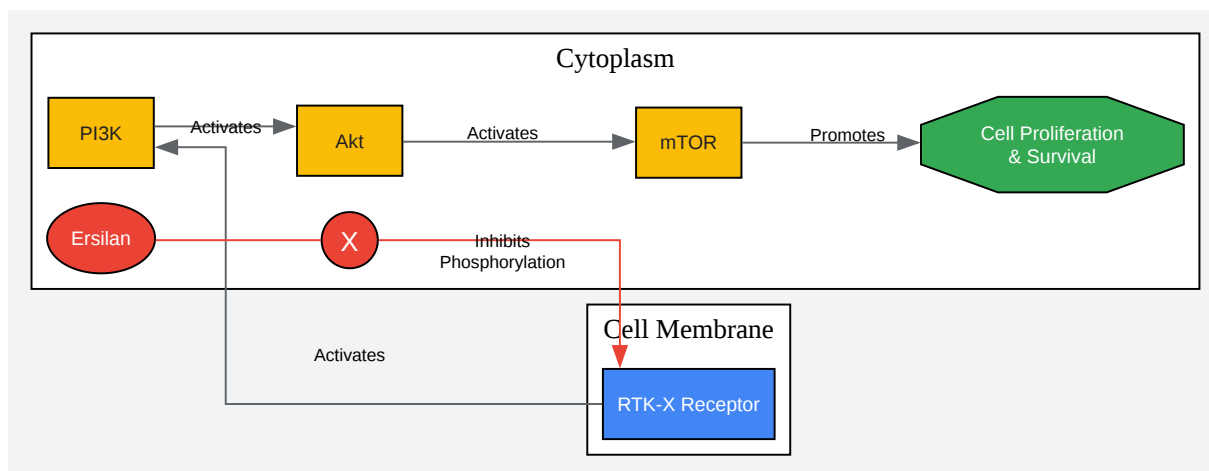 Cytoplasm
PI3K
Activates
Akt
Activates
mTOR
Promotes
Cell Proliferation
& Survival
Ersilan
X
Inhibits
Phosphorylation
Cell Membrane
Activates
RTK-X Receptor